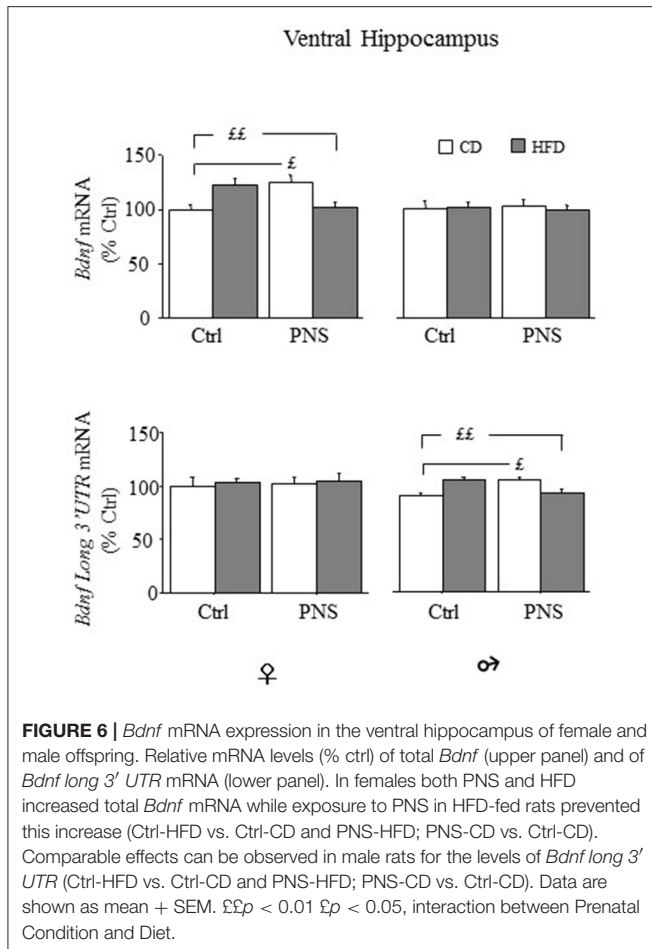 Ventral Hippocampus
££
£
CD HFD
Bdnf mRNA
(% Ctrl)
150
100
50
0
Ctrl PNS
Ctrl PNS
Bdnf Long 3'UTR mRNA
(% Ctrl)
150
100
50
0
££
£
Ctrl PNS
Ctrl PNS
♀ ♂
FIGURE 6 | Bdnf mRNA expression in the ventral hippocampus of female and
male offspring. Relative mRNA levels (% ctrl) of total Bdnf (upper panel) and of
Bdnf long 3′ UTR mRNA (lower panel). In females both PNS and HFD
increased total Bdnf mRNA while exposure to PNS in HFD-fed rats prevented
this increase (Ctrl-HFD vs. Ctrl-CD and PNS-HFD; PNS-CD vs. Ctrl-CD).
Comparable effects can be observed in male rats for the levels of Bdnf long 3′
UTR (Ctrl-HFD vs. Ctrl-CD and PNS-HFD; PNS-CD vs. Ctrl-CD). Data are
shown as mean + SEM. ££p < 0.01 £p < 0.05, interaction between Prenatal
Condition and Diet.